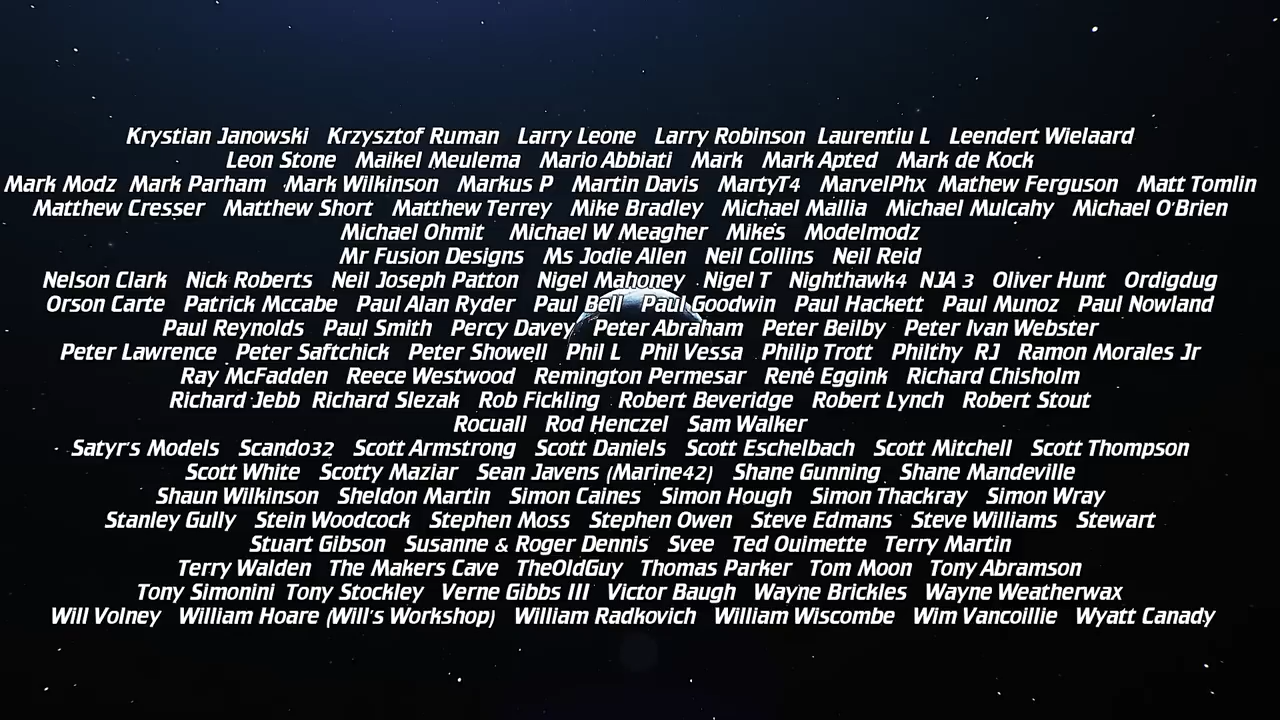 Krystian Janowski Krzysztof Ruman Larry Leone Larry Robinson Laurentiu L Leendert Wielaard
Leon Stone Maikel Meulema Mario Abbiati Mark Mark Apted Mark de Kock
Mark Modz Mark Parham Mark Wilkinson Markus P Martin Davis MartyT4 MarvelPhx Mathew Ferguson Matt Tomlin
Matthew Cresser Matthew Short Matthew Terrey Mike Bradley Michael Mallia Michael Mulcahy Michael O'Brien
Michael Ohmit Michael W Meagher Mike's Modelmodz
Mr Fusion Designs Ms Jodie Allen Neil Collins Neil Reid
Nelson Clark Nick Roberts Neil Joseph Patton Nigel Mahoney Nigel T Nighthawk4 NJA 3 Oliver Hunt Ordigdug
Orson Carte Patrick Mccabe Paul Alan Ryder Paul Bell Paul Goodwin Paul Hackett Paul Munoz Paul Nowland
Paul Reynolds Paul Smith Percy Davey Peter Abraham Peter Beilby Peter Ivan Webster
Peter Lawrence Peter Saftchick Peter Showell Phil L Phil Vessa Philip Trott Philthy RJ Ramon Morales Jr
Ray McFadden Reece Westwood Remington Permesar René Eggink Richard Chisholm
Richard Jebb Richard Slezak Rob Fickling Robert Beveridge Robert Lynch Robert Stout
Rocuall Rod Henczel Sam Walker
Satyr's Models Scando32 Scott Armstrong Scott Daniels Scott Eschelbach Scott Mitchell Scott Thompson
Scott White Scotty Maziar Sean Javens (Marine42) Shane Gunning Shane Mandeville
Shaun Wilkinson Sheldon Martin Simon Caines Simon Hough Simon Thackray Simon Wray
Stanley Gully Stein Woodcock Stephen Moss Stephen Owen Steve Edmans Steve Williams Stewart
Stuart Gibson Susanne & Roger Dennis Svee Ted Ouimette Terry Martin
Terry Walden The Makers Cave TheOldGuy Thomas Parker Tom Moon Tony Abramson
Tony Simonini Tony Stockley Verne Gibbs III Victor Baugh Wayne Brickles Wayne Weatherwax
Will Volney William Hoare (Will's Workshop) William Radkovich William Wiscombe Wim Vancoillie Wyatt Canady